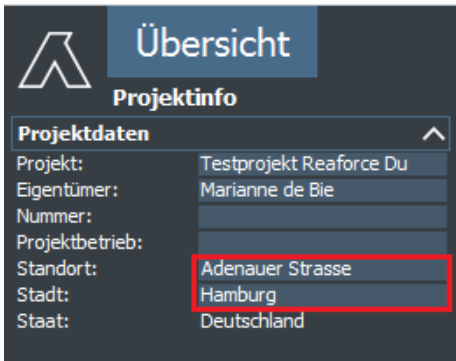 Übersicht
Projektinfo
Projektdaten
Projekt: Testprojekt Reaforce Du
Eigentümer: Marianne de Bie
Nummer:
Projektbetrieb:
Standort: Adenauer Strasse
Stadt: Hamburg
Staat: Deutschland